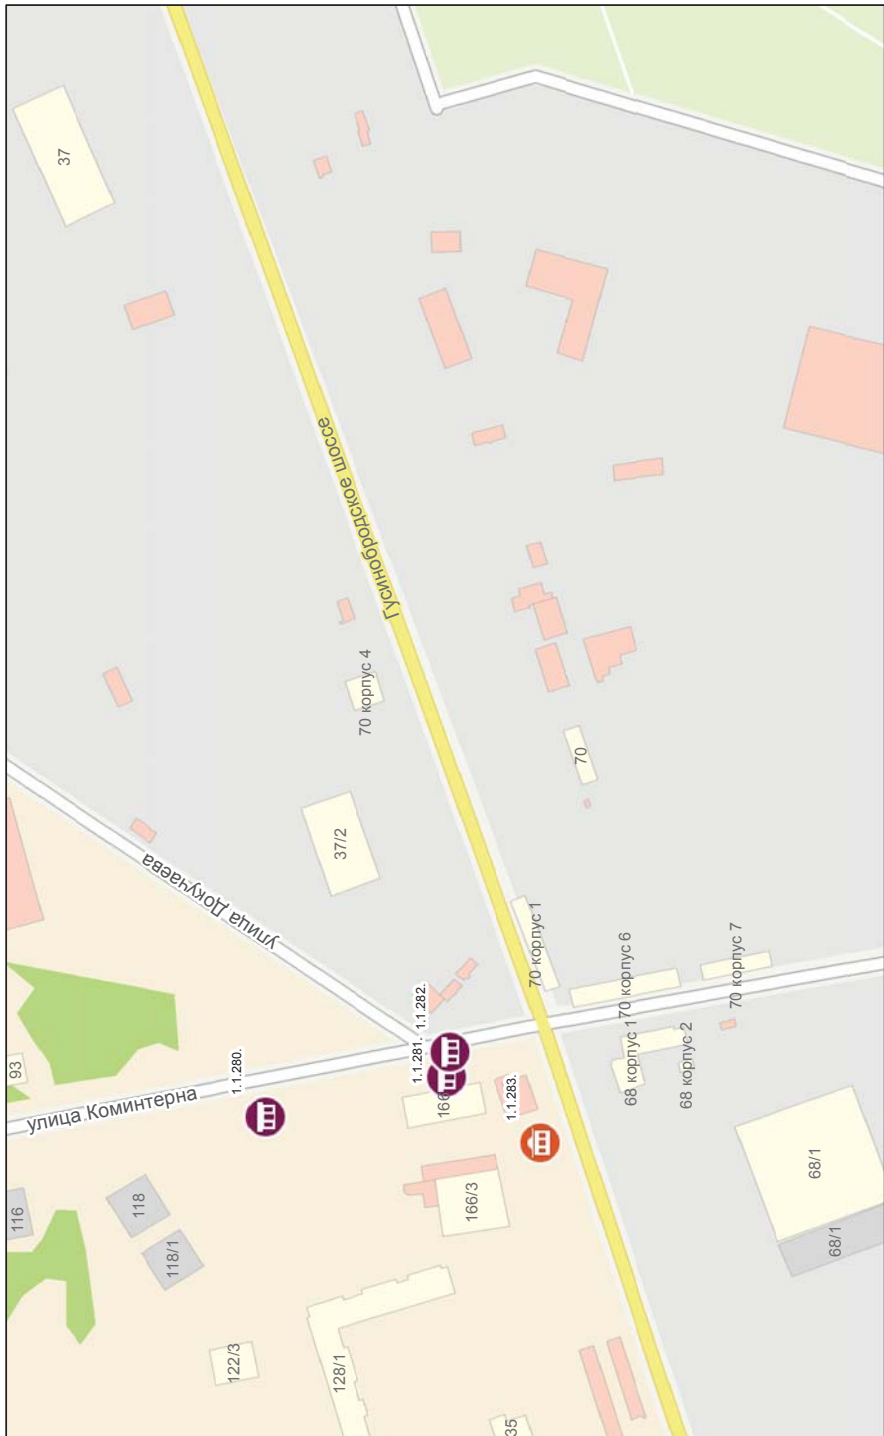 37
Гусинобродское шоссе
70 корпус 4
37/2
улица Докучаева
70
70 корпус 1
70 корпус 6
70 корпус 7
93
улица Коминтерна
1.1.280.
1.1.281.
1.1.282.
1.1.283.
166
68 корпус 1
68 корпус 2
116
118
118/1
166/3
68/1
68/1
122/3
128/1
35